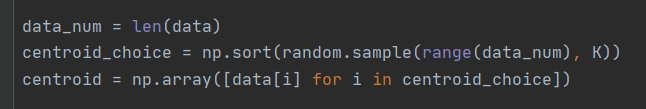 data_num = len(data)
centroid_choice = np.sort(random.sample(range(data_num), K))
centroid = np.array([data[i] for i in centroid_choice])